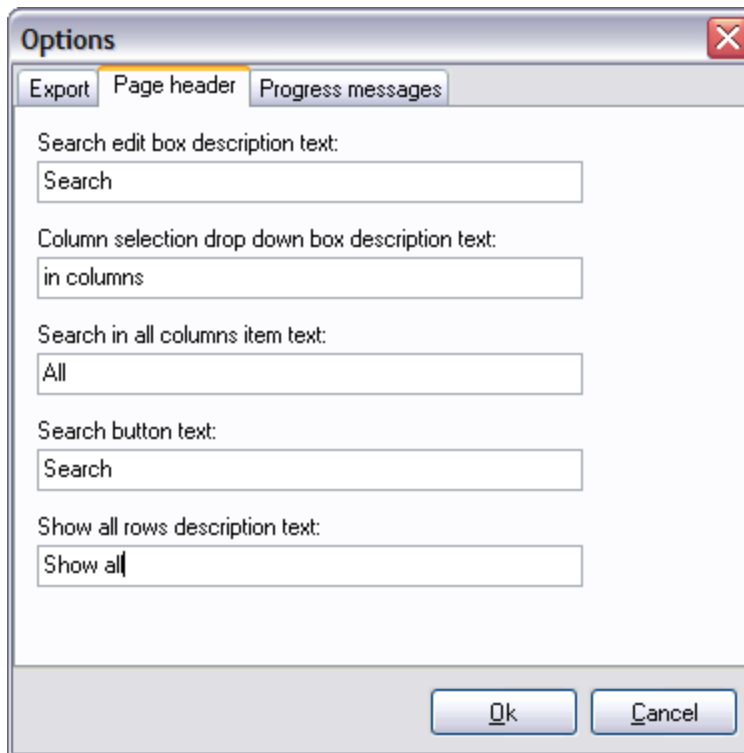 Options
Export Page header Progress messages
Search edit box description text:
Search
Column selection drop down box description text:
in columns
Search in all columns item text:
All
Search button text:
Search
Show all rows description text:
Show all
Ok Cancel